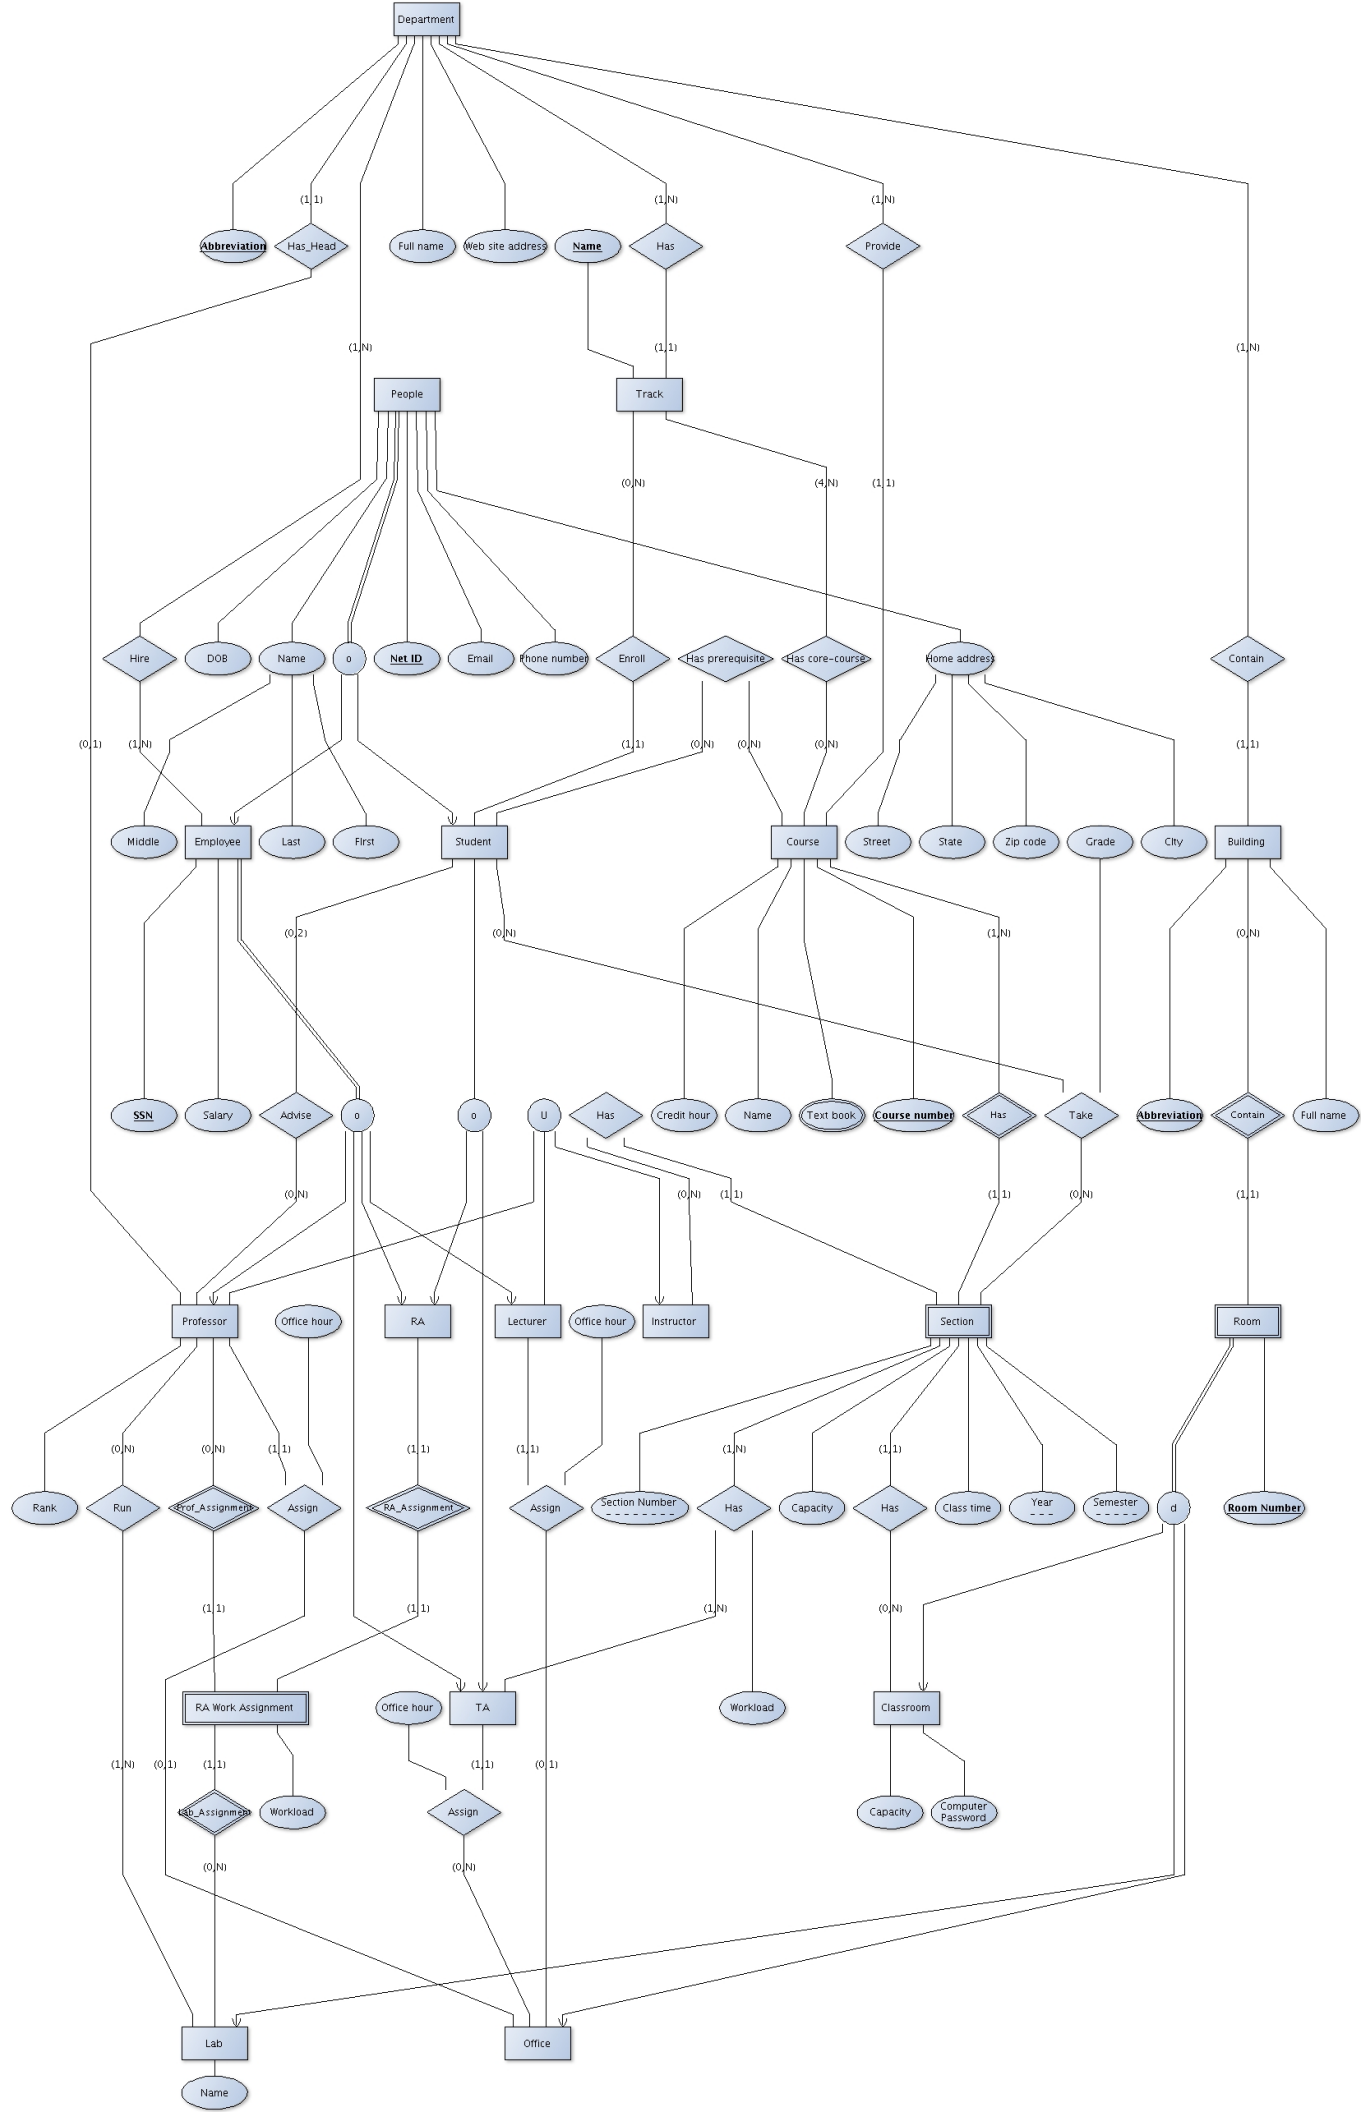 Department
(1,1)
(1,N)
(1,N)
Abbreviation
Has_Head
Full name
Web site address
Name
Has
Provide
(1,N)
(1,1)
(1,N)
People
Track
(0,N)
(4,N)
(1,1)
Hire
DOB
Name
o
Net ID
Email
Phone number
Enroll
Has prerequisite
Has core-course
Home address
Contain
(0,1)
(1,N)
(1,1)
(0,N)
(0,N)
(0,N)
(1,1)
Middle
Employee
Last
FIrst
Student
Course
Street
State
Zip code
Grade
CIty
Building
(0,2)
(0,N)
(1,N)
(0,N)
SSN
Salary
Advise
o
o
U
Has
Credit hour
Name
Text book
Course number
Has
Take
Abbreviation
Contain
Full name
(0,N)
(0,N)
(1,1)
(1,1)
(0,N)
(1,1)
Professor
Office hour
RA
Lecturer
Office hour
Instructor
Section
Room
(0,N)
(0,N)
(1,1)
(1,1)
(1,1)
(1,N)
(1,1)
Rank
Run
Prof_Assignment
Assign
RA_Assignment
Assign
Section Number
Has
Capacity
Has
Class time
Year
Semester
d
Room Number
(1,1)
(1,1)
(1,N)
(0,N)
RA Work Assignment
Office hour
TA
Workload
Classroom
(1,N)
(0,1)
(1,1)
(1,1)
(0,1)
Lab_Assignment
Workload
Assign
Capacity
Computer
Password
(0,N)
(0,N)
Lab
Office
Name